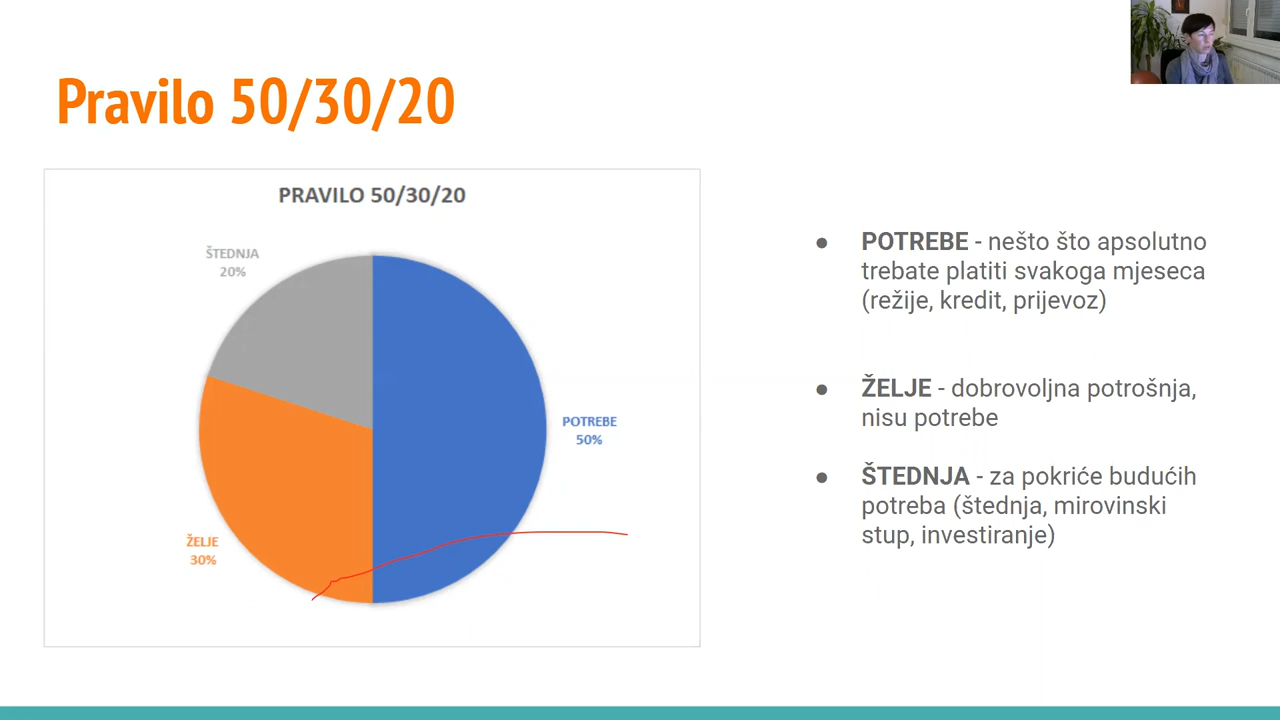 Pravilo 50/30/20
PRAVILO 50/30/20
ŠTEDNJA
20%
POTREBE
50%
ŽELJE
30%
● POTREBE - nešto što apsolutno
trebate platiti svakoga mjeseca
(režije, kredit, prijevoz)
● ŽELJE - dobrovoljna potrošnja,
nisu potrebe
● ŠTEDNJA - za pokriće budućih
potreba (štednja, mirovinski
stup, investiranje)